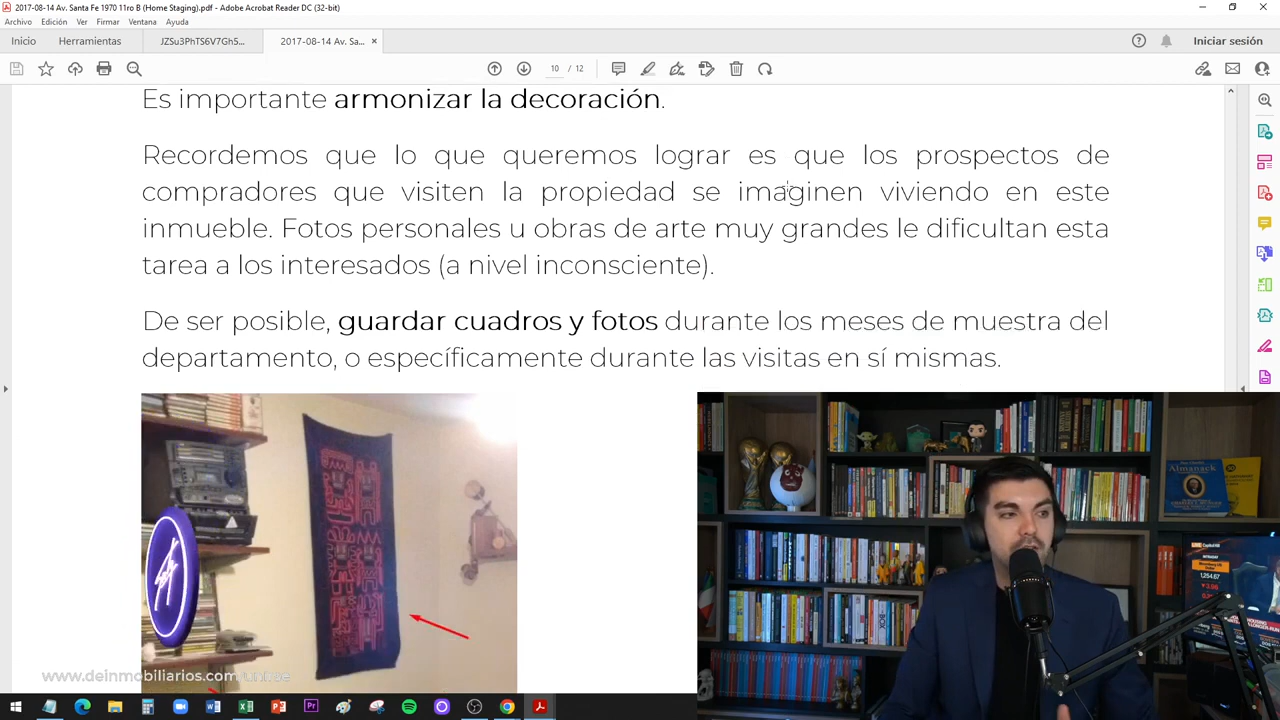 2017-08-14 Av. Santa Fe 1970 11ro B (Home Staging).pdf - Adobe Acrobat Reader DC (32-bit)
Archivo Edición Ver Firmar Ventana Ayuda
Inicio Herramientas JZSu3PhTS6V7Gh5... 2017-08-14 Av. Sa... × Iniciar sesión
10 / 12
Es importante armonizar la decoración.
Recordemos que lo que queremos lograr es que los prospectos de
compradores que visiten la propiedad se imaginen viviendo en este
inmueble. Fotos personales u obras de arte muy grandes le dificultan esta
tarea a los interesados (a nivel inconsciente).
De ser posible, guardar cuadros y fotos durante los meses de muestra del
departamento, o específicamente durante las visitas en sí mismas.
Almanack
1,254.67
www.deinmobiliarios.com/unirue